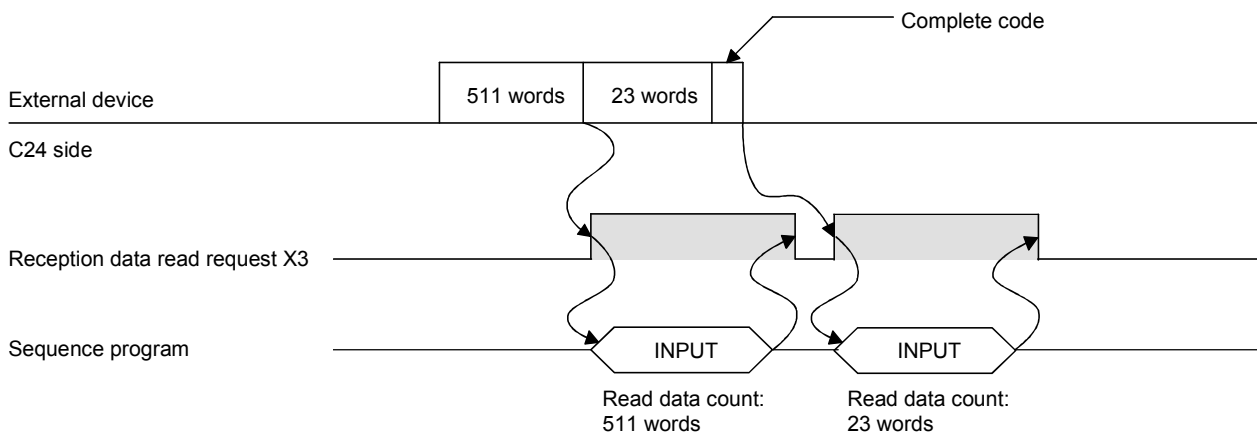 Complete code
External device
511 words
23 words
C24 side
Reception data read request X3
Sequence program
INPUT
INPUT
Read data count:
511 words
Read data count:
23 words